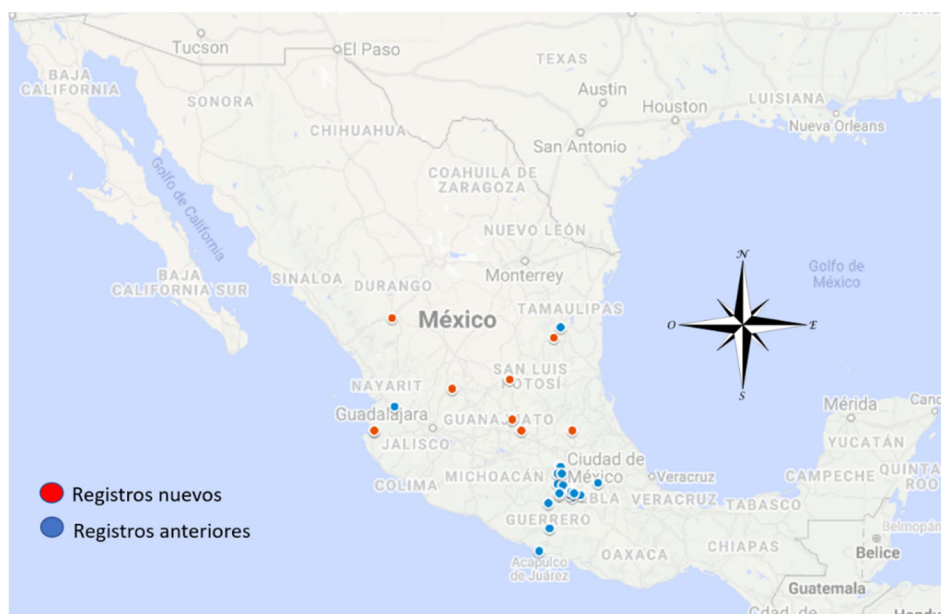 Tucson
El Paso
BAJA
CALIFORNIA
SONORA
TEXAS
Austin
Houston
LUISIANA
Nueva Orleans
CHIHUAHUA
San Antonio
COAHUILA DE
ZARAGOZA
Golfo de California
NUEVO LEÓN
Monterrey
BAJA
CALIFORNIA SUR
SINALOA
DURANGO
México
TAMAULIPAS
Golfo de
México
N
O
E
S
SAN LUIS
POTOSÍ
NAYARIT
Guadalajara
GUANAJUATO
JALISCO
Mérida
YUCATÁN
COLIMA
MICHOACÁN
Ciudad de
México
Veracruz
CAMPECHE
PUEBLA
VERACRUZ
TABASCO
GUERRERO
Acapulco
de Juárez
OAXACA
CHIAPAS
Belmopán
Belice
Guatemala
Registros nuevos
Registros anteriores